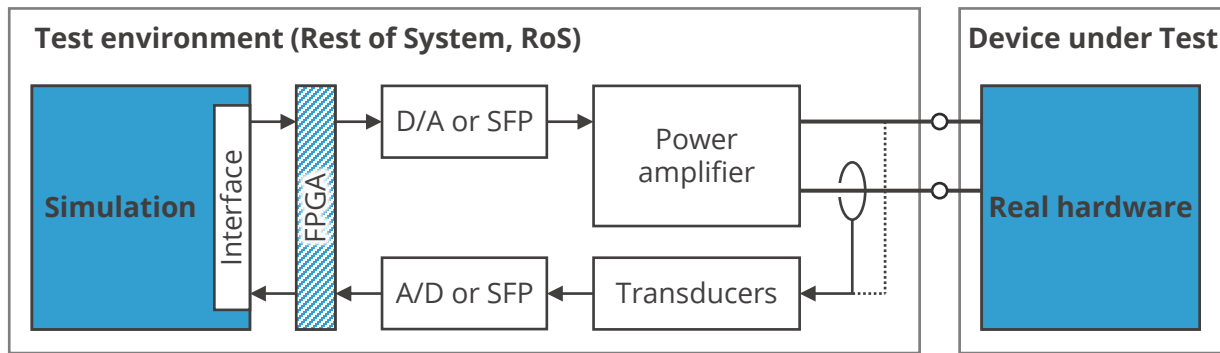 Test environment (Rest of System, RoS)
Device under Test
Simulation
Interface
FPGA
D/A or SFP
Power
amplifier
A/D or SFP
Transducers
Real hardware